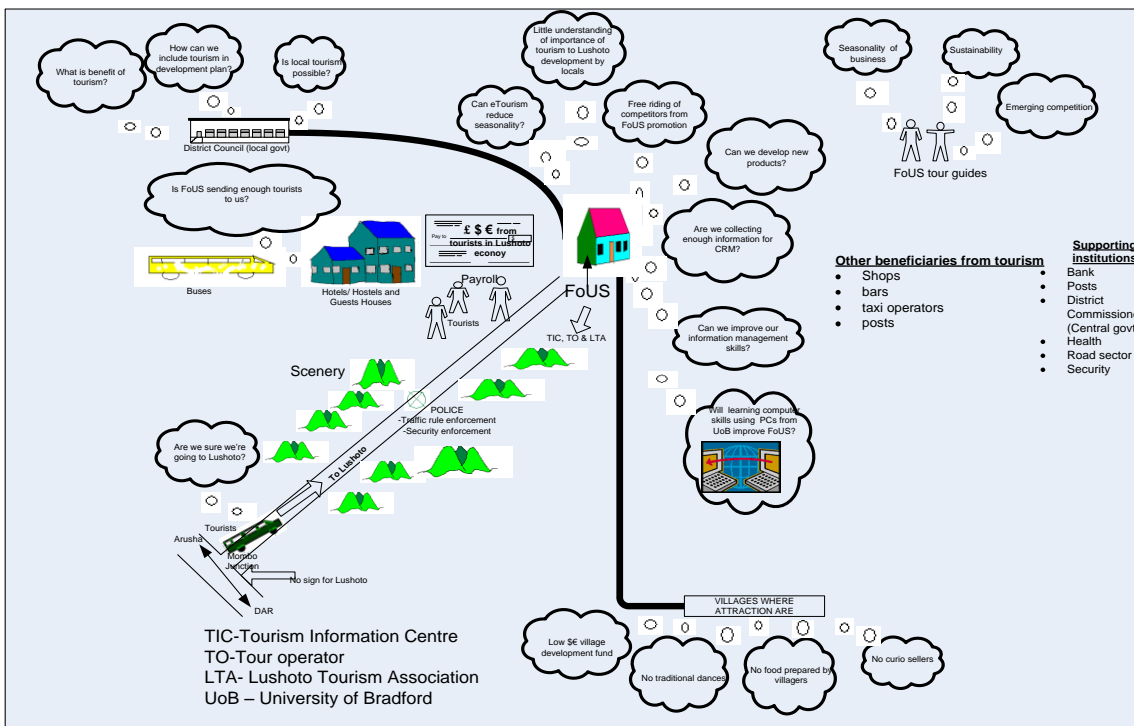 What is benefit of
tourism?
How can we
include tourism in
development plan?
Is local tourism
possible?
District Council (local govt)
Little understanding
of importance of
tourism to Lushoto
development by
locals
Can eTourism
reduce
seasonality?
Free riding of
competitors from
FoUS promotion
Can we develop new
products?
Seasonality of
business
Sustainability
Emerging competition
FoUS tour guides
Is FoUS sending enough tourists
to us?
Buses
Hotels/ Hostels and
Guests Houses
Pay to
£ $ € from
tourists in Lushoto
econoy
Payroll
Tourists
FoUS
TIC, TO & LTA
Are we collecting
enough information for
CRM?
Can we improve our
information management
skills?
Will learning computer
skills using PCs from
UoB improve FoUS?
Other beneficiaries from tourism
• Shops
• bars
• taxi operators
• posts
Supporting
institutions
• Bank
• Posts
• District
Commissione
(Central govt
• Health
• Road sector
• Security
Scenery
POLICE
-Traffic rule enforcement
-Security enforcement
Are we sure we're
going to Lushoto?
To Lushoto
Tourists
Arusha
Mombo
Junction
No sign for Lushoto
DAR
VILLAGES WHERE
ATTRACTION ARE
Low $€ village
development fund
No traditional dances
No food prepared by
villagers
No curio sellers
TIC-Tourism Information Centre
TO-Tour operator
LTA- Lushoto Tourism Association
UoB – University of Bradford